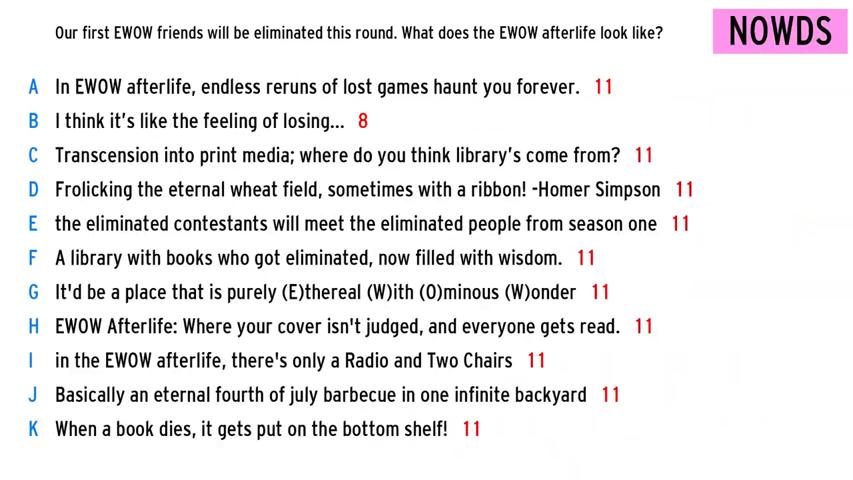 Our first EWOW friends will be eliminated this round. What does the EWOW afterlife look like?
NOWDS
A In EWOW afterlife, endless reruns of lost games haunt you forever. 11
B I think it’s like the feeling of losing... 8
C Transcension into print media; where do you think library’s come from? 11
D Frolicking the eternal wheat field, sometimes with a ribbon! -Homer Simpson 11
E the eliminated contestants will meet the eliminated people from season one 11
F A library with books who got eliminated, now filled with wisdom. 11
G It'd be a place that is purely (E)thereal (W)ith (O)minous (W)onder 11
H EWOW Afterlife: Where your cover isn't judged, and everyone gets read. 11
I in the EWOW afterlife, there's only a Radio and Two Chairs 11
J Basically an eternal fourth of july barbecue in one infinite backyard 11
K When a book dies, it gets put on the bottom shelf! 11